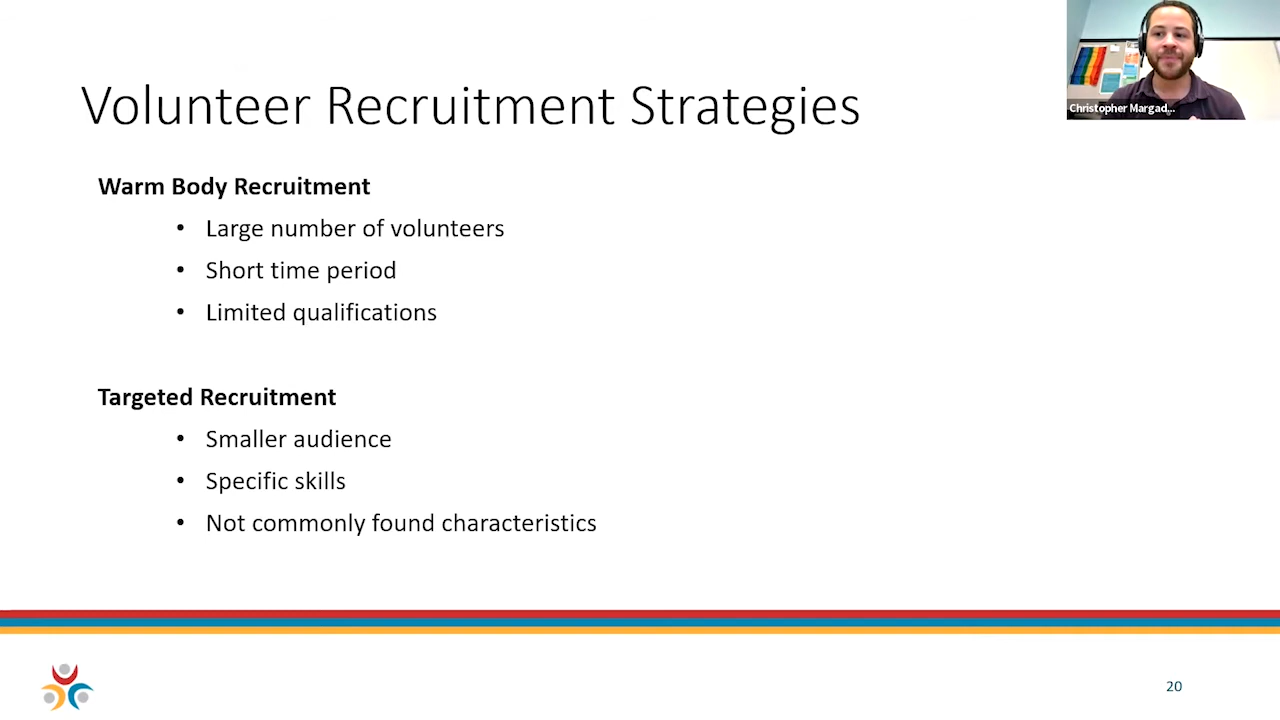 Volunteer Recruitment Strategies
Christopher Margad...
Warm Body Recruitment
• Large number of volunteers
• Short time period
• Limited qualifications
Targeted Recruitment
• Smaller audience
• Specific skills
• Not commonly found characteristics
20